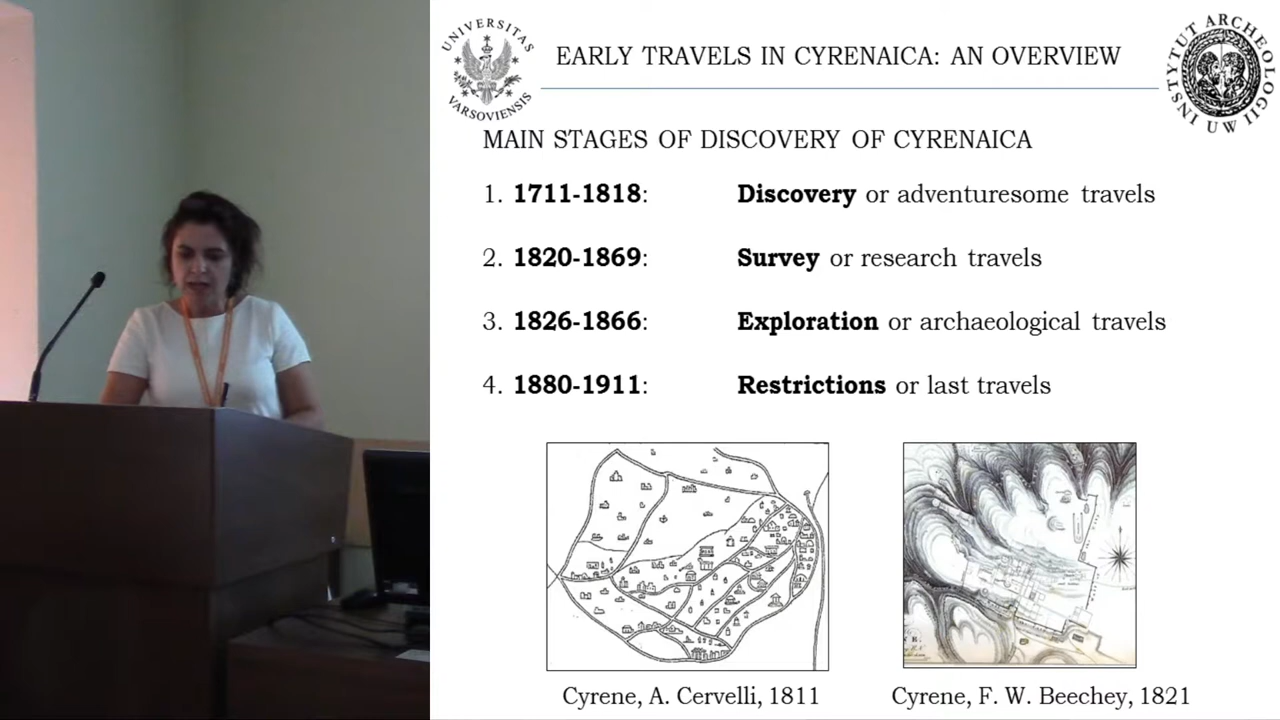 UNIVERSITAS
VARSOVIENSIS
EARLY TRAVELS IN CYRENAICA: AN OVERVIEW
INSTYTUT ARCHEOLOGII UW
MAIN STAGES OF DISCOVERY OF CYRENAICA
1. 1711-1818: Discovery or adventuresome travels
2. 1820-1869: Survey or research travels
3. 1826-1866: Exploration or archaeological travels
4. 1880-1911: Restrictions or last travels
Cyrene, A. Cervelli, 1811
Cyrene, F. W. Beechey, 1821